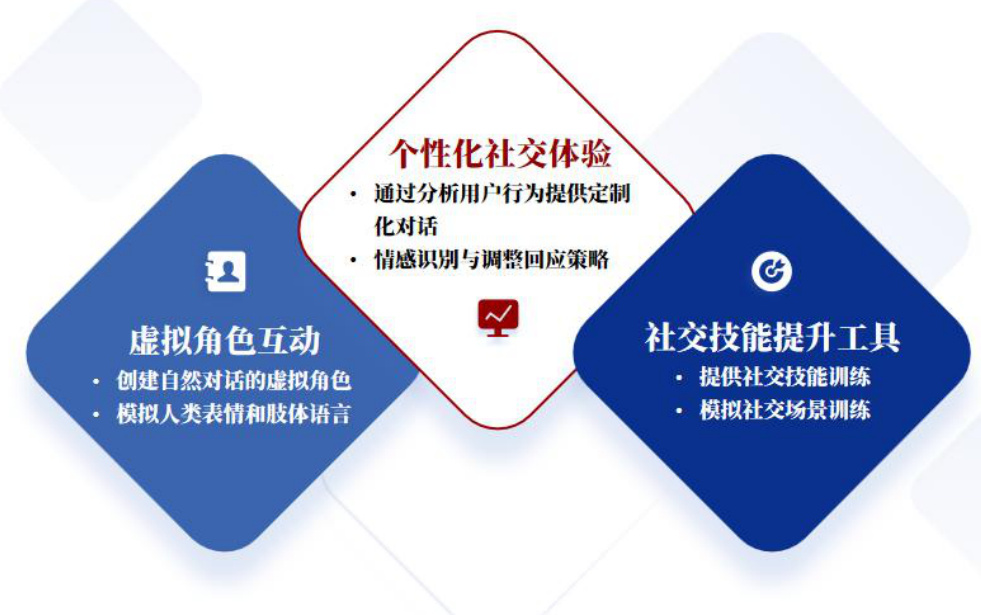 个性化社交体验
• 通过分析用户行为提供定制
化对话
• 情感识别与调整回应策略
虚拟角色互动
• 创建自然对话的虚拟角色
• 模拟人类表情和肢体语言
社交技能提升工具
• 提供社交技能训练
• 模拟社交场景训练